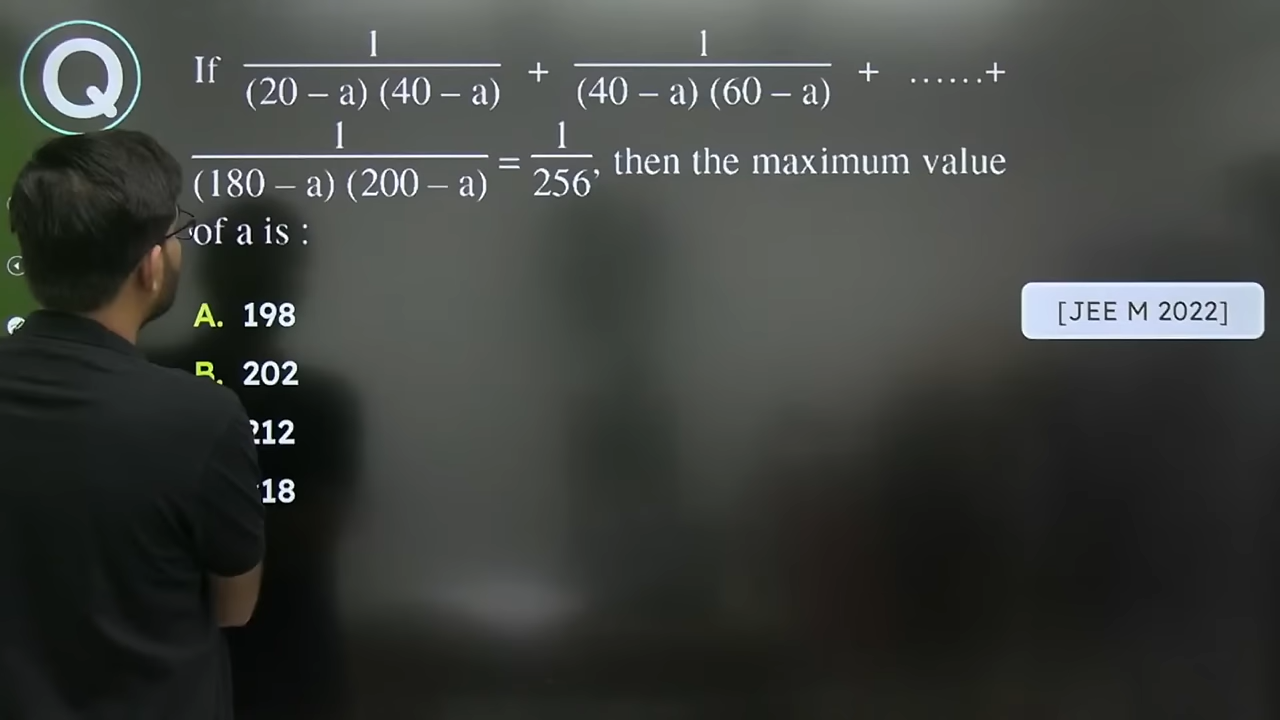 Q
If 1/((20 – a) (40 – a)) + 1/((40 – a) (60 – a)) + ......+
1/((180 – a) (200 – a)) = 1/256, then the maximum value
of a is :
[JEE M 2022]
A. 198
B. 202
212
18